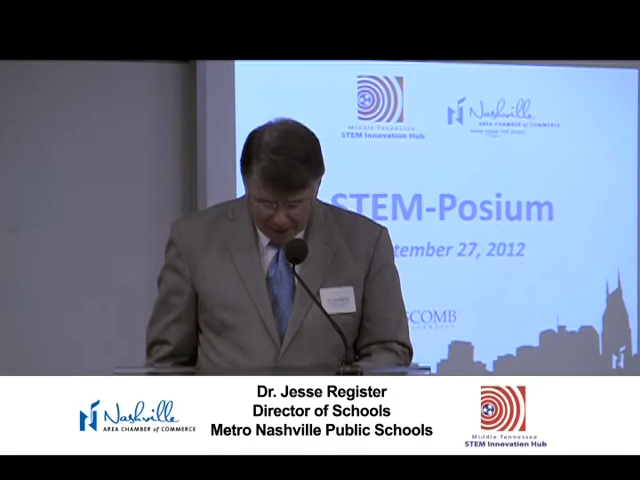 Middle Tennessee
STEM Innovation Hub
Nashville
AREA CHAMBER of COMMERCE
STEM-Posium
tember 27, 2012
COMB
Dr. Jesse Register
Director of Schools
Metro Nashville Public Schools
Nashville
AREA CHAMBER of COMMERCE
Middle Tennessee
STEM Innovation Hub